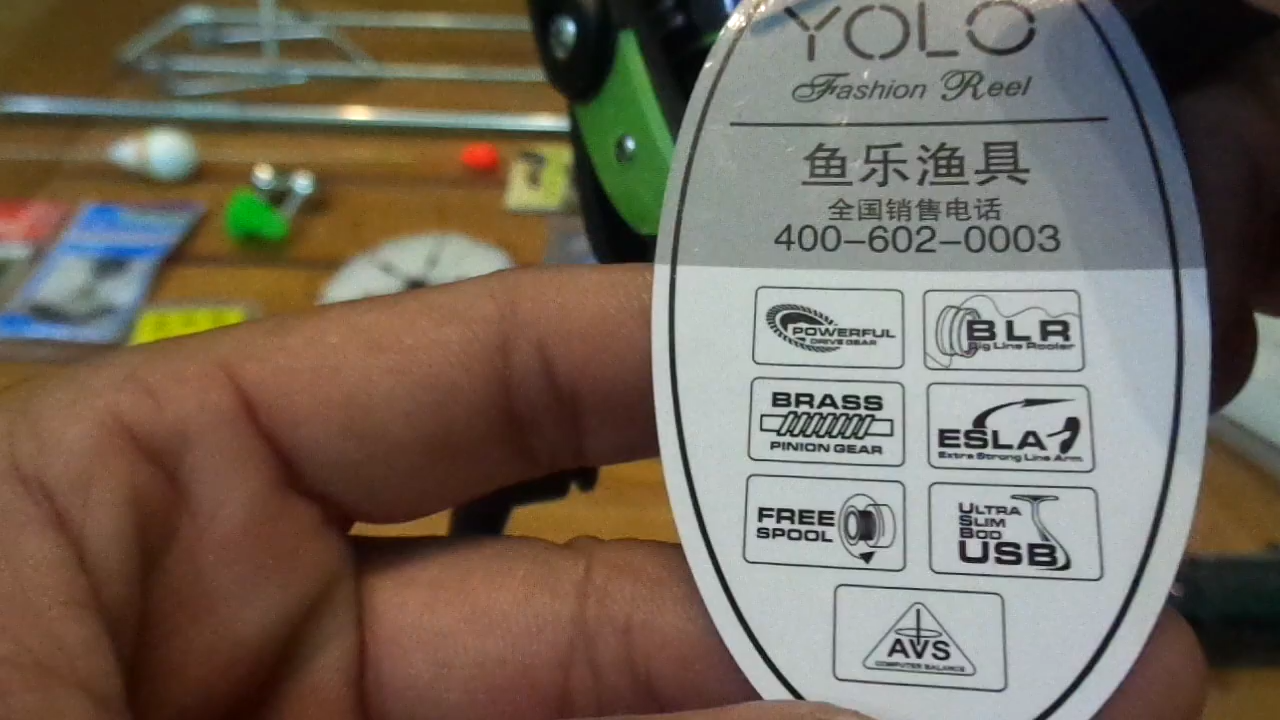 YOLO
Fashion Reel
鱼乐渔具
全国销售电话
400-602-0003
POWERFUL
DRIVE GEAR
BLR
Big Line Rooler
BRASS
PINION GEAR
ESLA
Extra Strong Line Arm
FREE
SPOOL
ULTRA
SLIM
BOD
USB
AVS
COMPUTER BALANCE